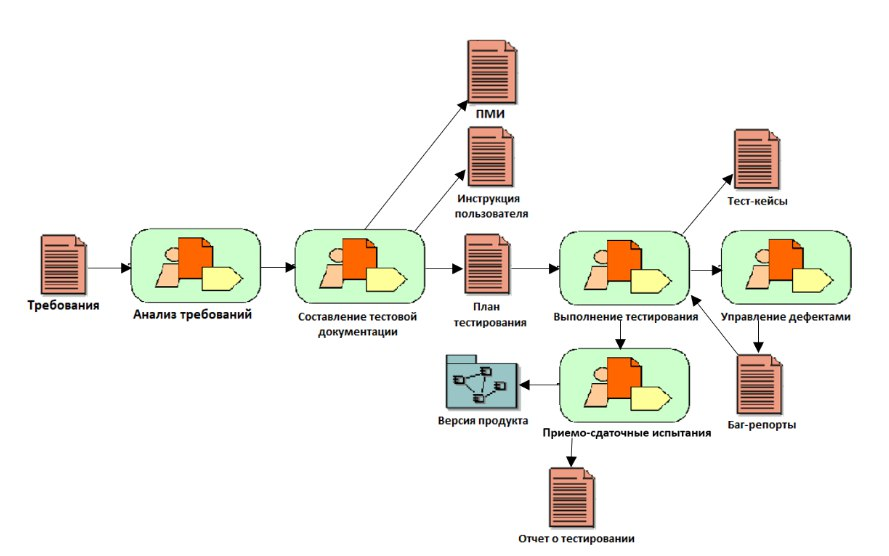 ПМИ
Инструкция
пользователя
Тест-кейсы
Требования
Анализ требований
Составление тестовой
документации
План
тестирования
Выполнение тестирования
Управление дефектами
Версия продукта
Приемо-сдаточные испытания
Баг-репорты
Отчет о тестировании